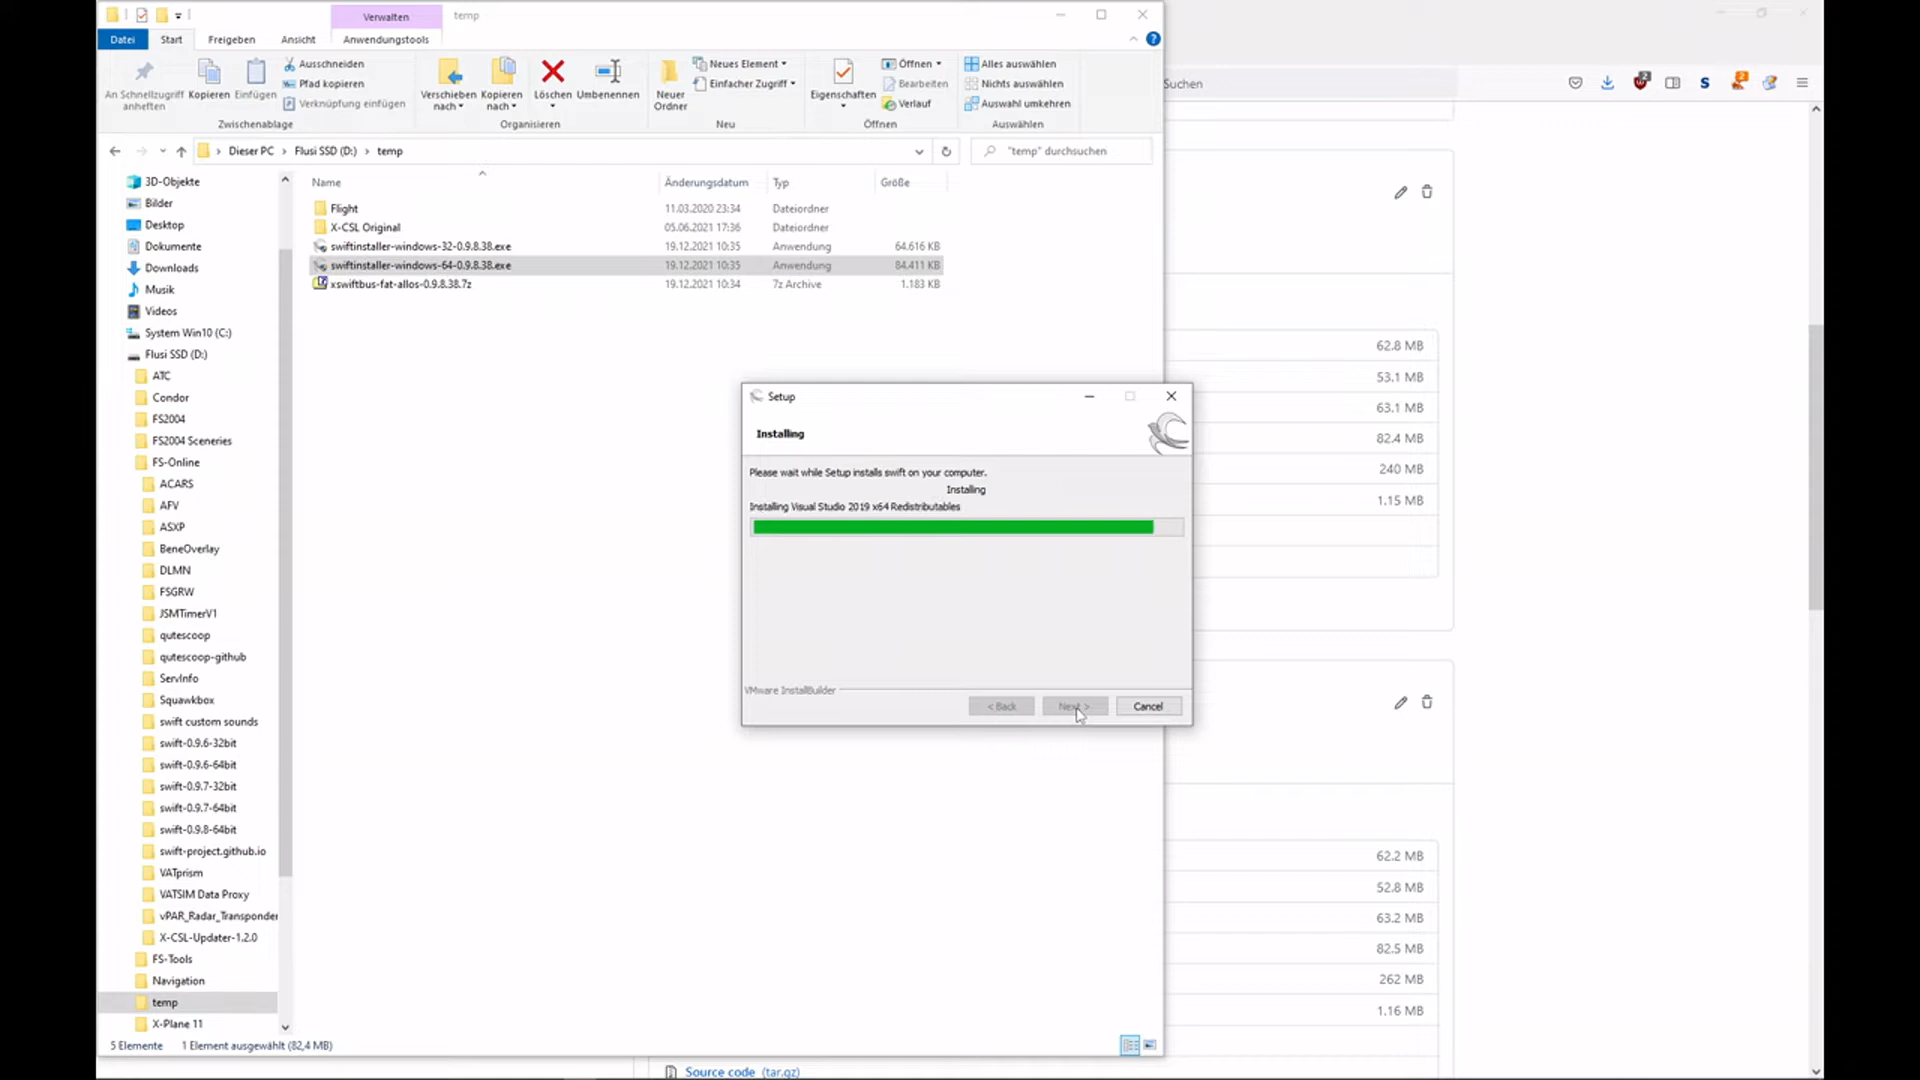 Verwalten
temp
Datei
Start
Freigeben
Ansicht
Anwendungstools
An Schnellzugriff anheften
Kopieren
Einfügen
Ausschneiden
Pfad kopieren
Verknüpfung einfügen
Zwischenablage
Verschieben nach
Kopieren nach
Löschen
Umbenennen
Organisieren
Neuer Ordner
Neues Element
Einfacher Zugriff
Neu
Eigenschaften
Öffnen
Bearbeiten
Verlauf
Öffnen
Alles auswählen
Nichts auswählen
Auswahl umkehren
Auswählen
Suchen
2
2
S
Dieser PC > Flusi SSD (D:) > temp
"temp" durchsuchen
Name Änderungsdatum Typ Größe
Flight 11.03.2020 23:34 Dateiordner
X-CSL Original 05.06.2021 17:36 Dateiordner
swiftinstaller-windows-32-0.9.8.38.exe 19.12.2021 10:35 Anwendung 64.616 KB
swiftinstaller-windows-64-0.9.8.38.exe 19.12.2021 10:35 Anwendung 84.411 KB
xswiftbus-fat-allos-0.9.8.38.7z 19.12.2021 10:34 7z Archive 1.183 KB
3D-Objekte
Bilder
Desktop
Dokumente
Downloads
Musik
Videos
System Win10 (C:)
Flusi SSD (D:)
ATC
Condor
FS2004
FS2004 Sceneries
FS-Online
ACARS
AFV
ASXP
BeneOverlay
DLMN
FSGRW
JSMTimerV1
qutescoop
qutescoop-github
ServInfo
Squawkbox
swift custom sounds
swift-0.9.6-32bit
swift-0.9.6-64bit
swift-0.9.7-32bit
swift-0.9.7-64bit
swift-0.9.8-64bit
swift-project.github.io
VATprism
VATSIM Data Proxy
vPAR_Radar_Transponder
X-CSL-Updater-1.2.0
FS-Tools
Navigation
temp
X-Plane 11
5 Elemente 1 Element ausgewählt (82,4 MB)
Setup
Installing
Please wait while Setup installs swift on your computer.
Installing
Installing Visual Studio 2019 x64 Redistributables
VMware InstallBuilder
< Back
Next >
Cancel
62.8 MB
53.1 MB
63.1 MB
82.4 MB
240 MB
1.15 MB
62.2 MB
52.8 MB
63.2 MB
82.5 MB
262 MB
1.16 MB
Source code (tar.gz)